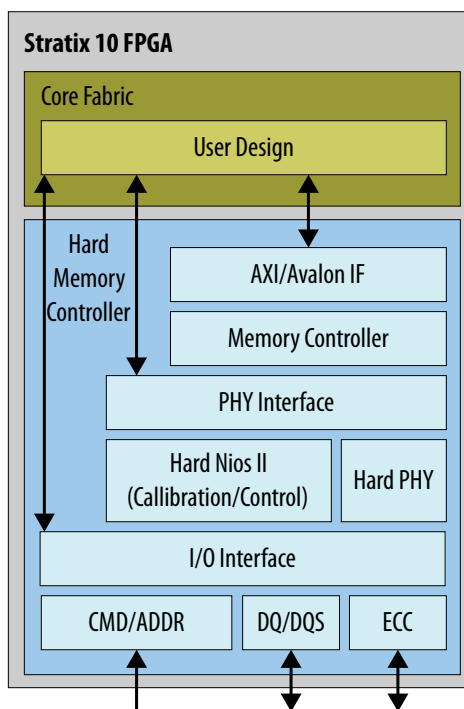 Stratix 10 FPGA
Core Fabric
User Design
Hard
Memory
Controller
AXI/Avalon IF
Memory Controller
PHY Interface
Hard Nios II
(Callibration/Control)
Hard PHY
I/O Interface
CMD/ADDR
DQ/DQS
ECC